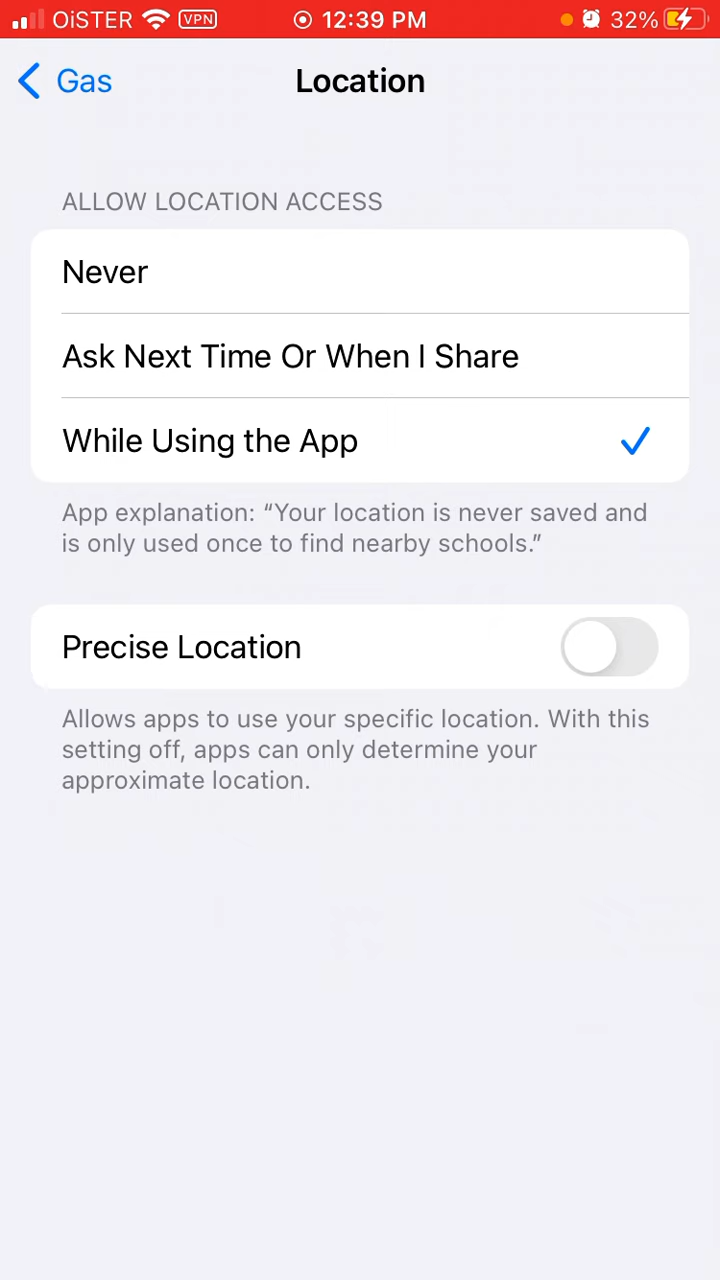 OiSTER VPN 12:39 PM 32%
Gas Location
ALLOW LOCATION ACCESS
Never
Ask Next Time Or When I Share
While Using the App
App explanation: “Your location is never saved and
is only used once to find nearby schools.”
Precise Location
Allows apps to use your specific location. With this
setting off, apps can only determine your
approximate location.